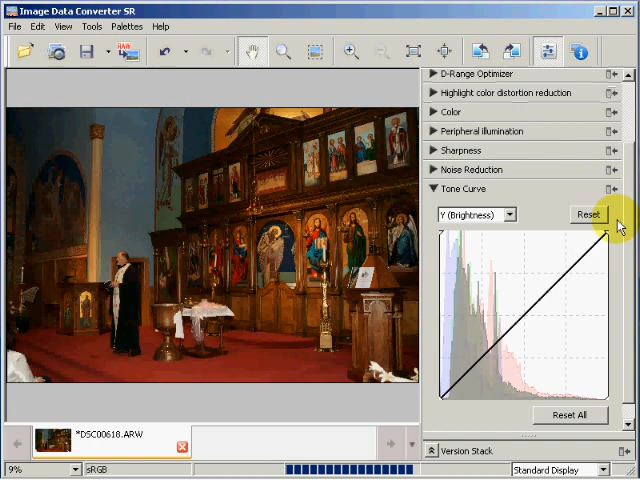 Image Data Converter SR
File Edit View Tools Palettes Help
RAW
D-Range Optimizer
Highlight color distortion reduction
Color
Peripheral illumination
Sharpness
Noise Reduction
Tone Curve
Y (Brightness)
Reset
Reset All
*DSC00618.ARW
Version Stack
9%
sRGB
Standard Display